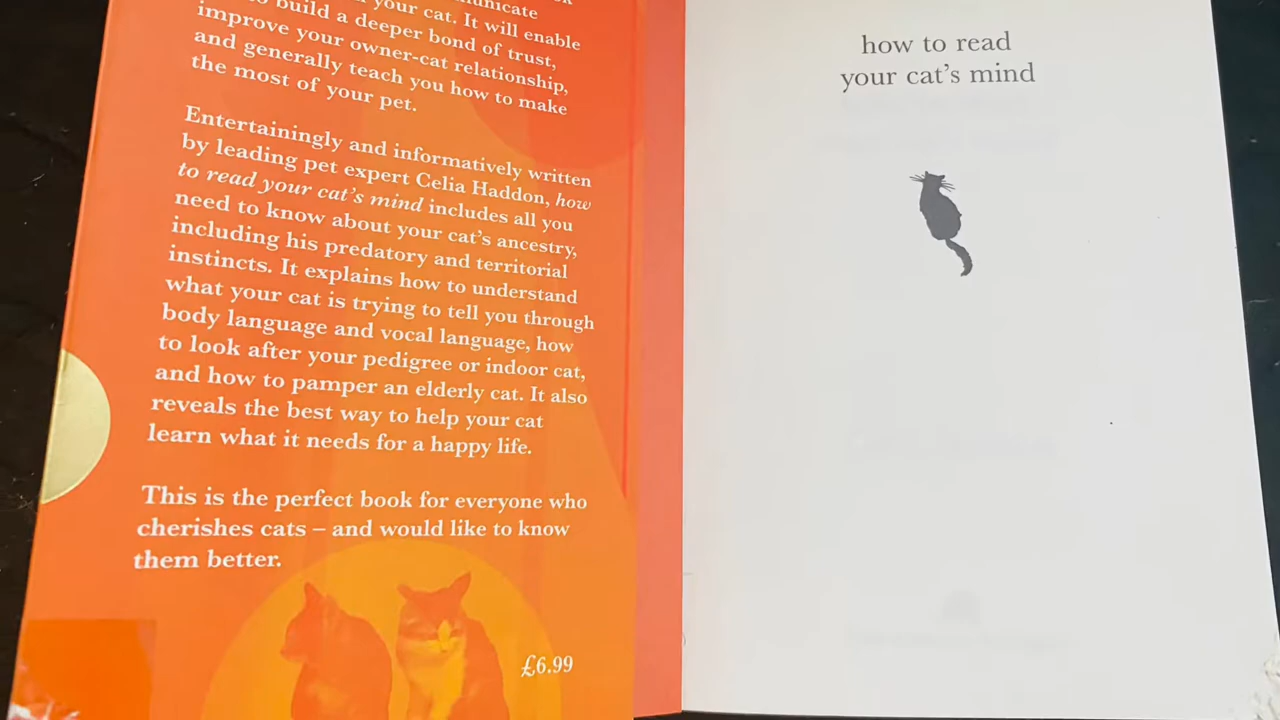 your cat. It will enable
build a deeper bond of trust,
improve your owner-cat relationship,
and generally teach you how to make
the most of your pet.
Entertainingly and informatively written
by leading pet expert Celia Haddon, how
to read your cat's mind includes all you
need to know about your cat's ancestry,
including his predatory and territorial
instincts. It explains how to understand
what your cat is trying to tell you through
body language and vocal language, how
to look after your pedigree or indoor cat,
and how to pamper an elderly cat. It also
reveals the best way to help your cat
learn what it needs for a happy life.
This is the perfect book for everyone who
cherishes cats – and would like to know
them better.
£6.99
how to read
your cat's mind